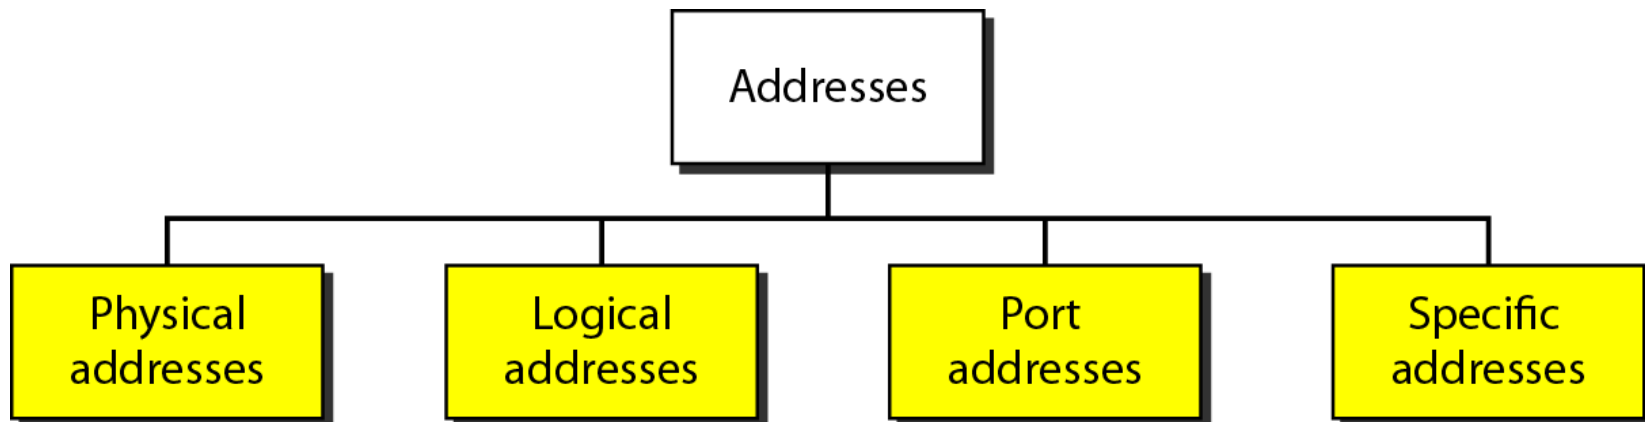 Addresses
Physical
addresses
Logical
addresses
Port
addresses
Specific
addresses